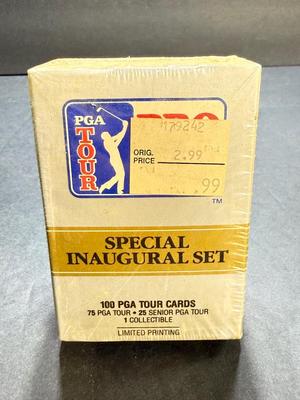 PGA
TOUR
PRO
M79242
ORIG.
PRICE 2.99
.99
TM
SPECIAL
INAUGURAL SET
100 PGA TOUR CARDS
75 PGA TOUR • 25 SENIOR PGA TOUR
1 COLLECTIBLE
LIMITED PRINTING